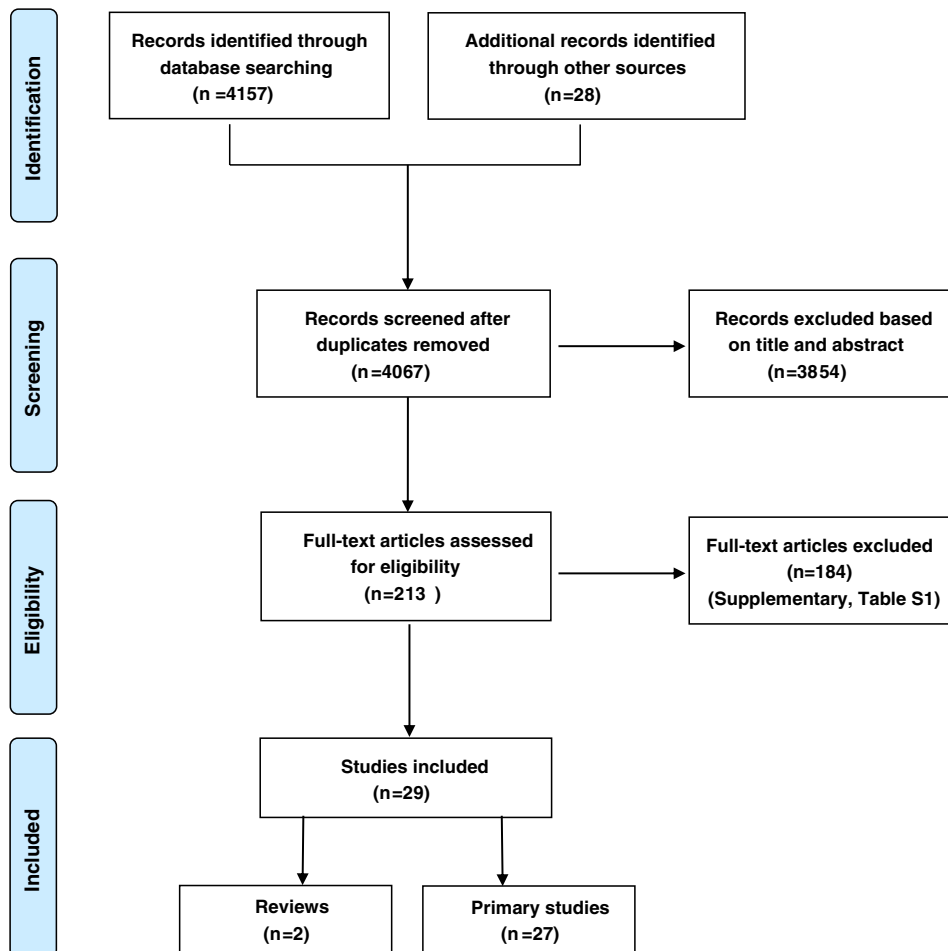 Identification
Records identified through
database searching
(n =4157)
Additional records identified
through other sources
(n=28)
Screening
Records screened after
duplicates removed
(n=4067)
Records excluded based
on title and abstract
(n=3854)
Eligibility
Full-text articles assessed
for eligibility
(n=213 )
Full-text articles excluded
(n=184)
(Supplementary, Table S1)
Included
Studies included
(n=29)
Reviews
(n=2)
Primary studies
(n=27)